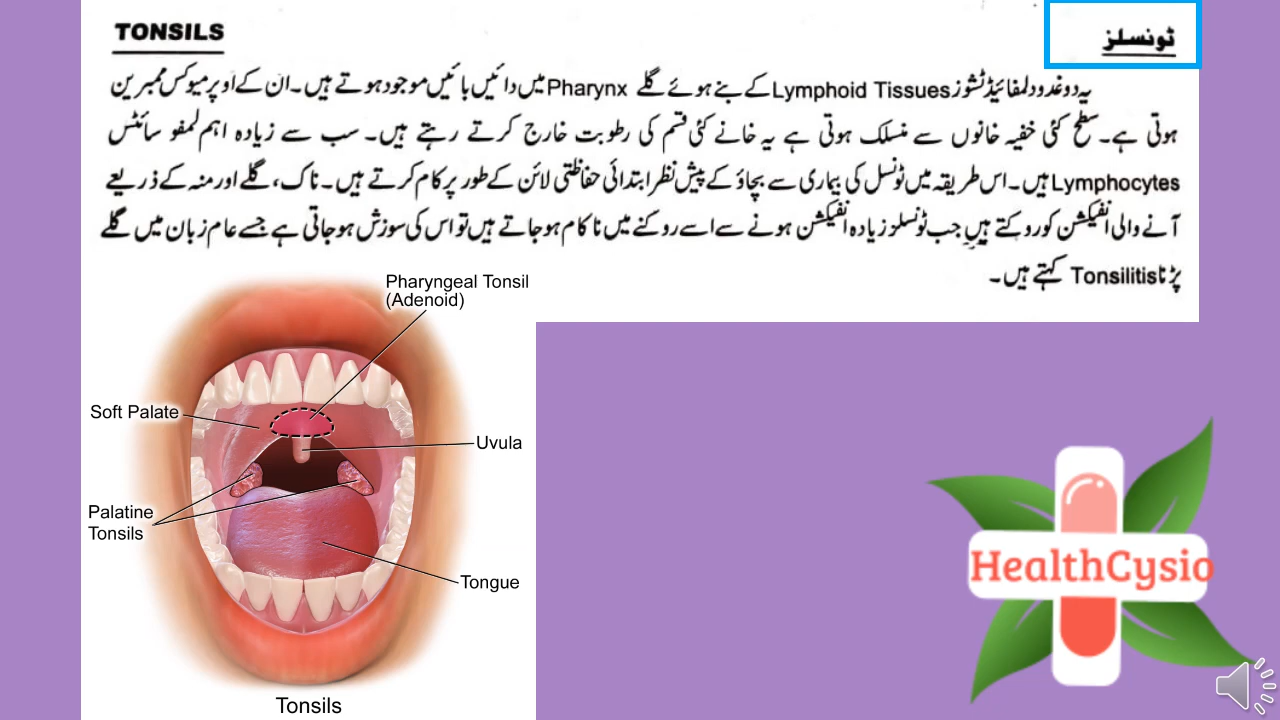 TONSILS
ٹونسلز
یہ دو غدود لمفائیڈ ٹشوز Lymphoid Tissues کے بنے ہوئے گلے Pharynx میں دائیں بائیں موجود ہوتے ہیں۔ ان کے اوپر میوکس ممبرین
ہوتی ہے۔ سطح کئی خفیہ خانوں سے منسلک ہوتی ہے یہ خانے کئی قسم کی رطوبت خارج کرتے رہتے ہیں۔ سب سے زیادہ اہم لمفو سائٹس
Lymphocytes ہیں۔ اس طریقہ میں ٹونسل کی بیماری سے بچاؤ کے پیش نظر ابتدائی حفاظتی لائن کے طور پر کام کرتے ہیں۔ ناک، گلے اور منہ کے ذریعے
آنے والی انفیکشن کو روکتے ہیں جب ٹونسلز زیادہ انفیکشن ہونے سے اسے روکنے میں ناکام ہو جاتے ہیں تو اس کی سوزش ہو جاتی ہے جسے عام زبان میں گلے
پڑنا Tonsilitis کہتے ہیں۔
Pharyngeal Tonsil
(Adenoid)
Soft Palate
Uvula
Palatine
Tonsils
Tongue
Tonsils
HealthCysio